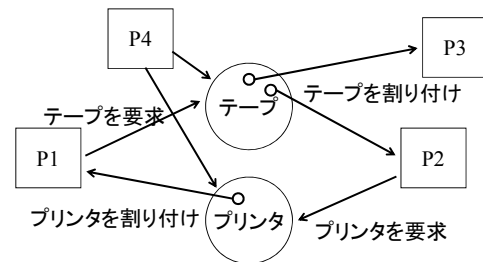 P4
P3
テープを要求
テープ
テープを割り付け
P1
P2
プリンタを割り付け
プリンタ
プリンタを要求